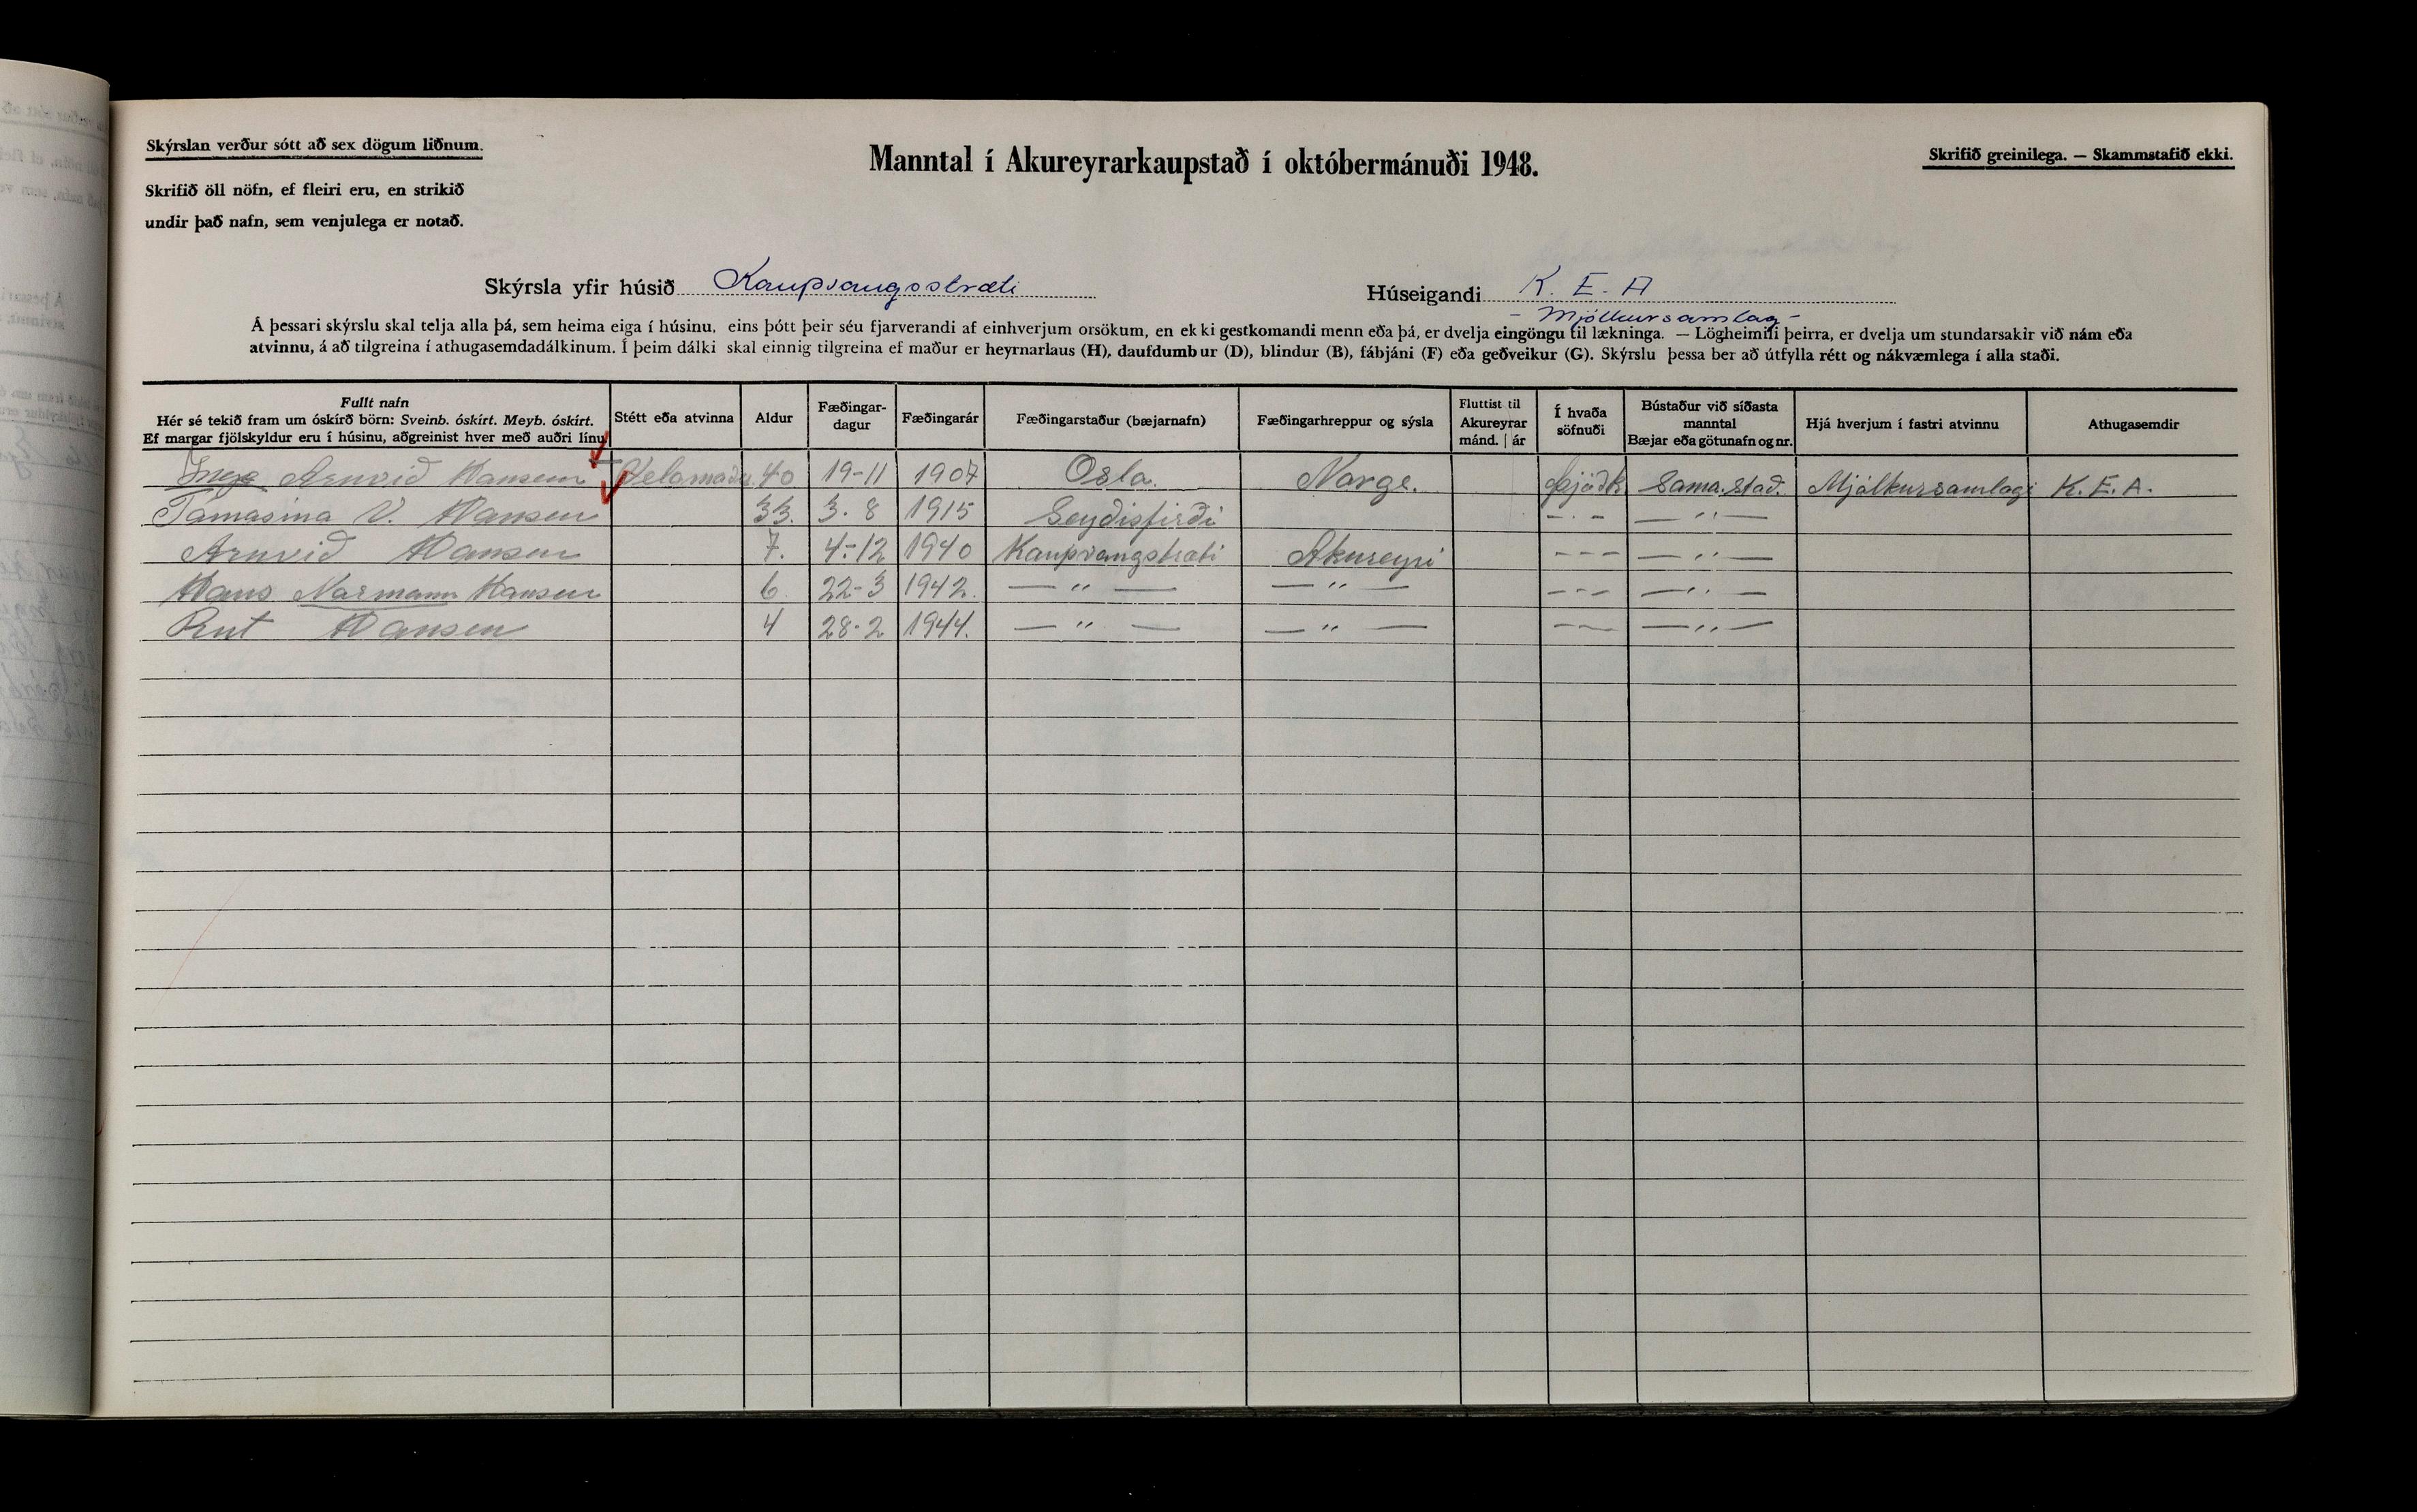 Skýrslan verður sótt að sex dögum liðnum.
Skrifið öll nöfn, ef fleiri eru, en strikið
undir það nafn, sem venjulega er notað.
Manntal í Akureyrarkaupstað í októbermánuði 1948.
Skrifið greinilega. — Skammstafið ekki.
Skýrsla yfir húsið Kaupvangsstræti
Húseigandi K. E. A
- Mjólkursamlag -
Á þessari skýrslu skal telja alla þá, sem heima eiga í húsinu, eins þótt þeir séu fjarverandi af einhverjum orsökum, en ekki gestkomandi menn eða þá, er dvelja eingöngu til lækninga. — Lögheimili þeirra, er dvelja um stundarsakir við nám eða
atvinnu, á að tilgreina í athugasemdadálkinum. Í þeim dálki skal einnig tilgreina ef maður er heyrnarlaus (H), daufdumbur (D), blindur (B), fábjáni (F) eða geðveikur (G). Skýrslu þessa ber að útfylla rétt og nákvæmlega í alla staði.
Fullt nafn
Hér sé tekið fram um óskírð börn: Sveinb. óskírt. Meyb. óskírt.
Ef margar fjölskyldur eru í húsinu, aðgreinist hver með auðri línu
Stétt eða atvinna
Aldur
Fæðingar-
dagur
Fæðingarár
Fæðingarstaður (bæjarnafn)
Fæðingarhreppur og sýsla
Fluttist til
Akureyrar
mánd. | ár
Í hvaða
söfnuði
Bústaður við síðasta
manntal
Bæjar eða götunafn og nr.
Hjá hverjum í fastri atvinnu
Athugasemdir
Inge Arnvið Hansen Velamaður 40 19-11 1907 Osla. Narge. Þjóðk. Sama.stað. Mjólkursamlagi K. E. A.
Tamasina V. Hansen 33. 3-8 1915 Seyðisfirði - - - — " —
Arnvið Hansen 7. 4-12 1940 Kaupvangstræti Akureyri - - - — " —
Hans Narmann Hansen 6. 22-3 1942. — " — — " — - - - — " —
Rut Hansen 4 28-2 1944. — " — — " — - - - — " —